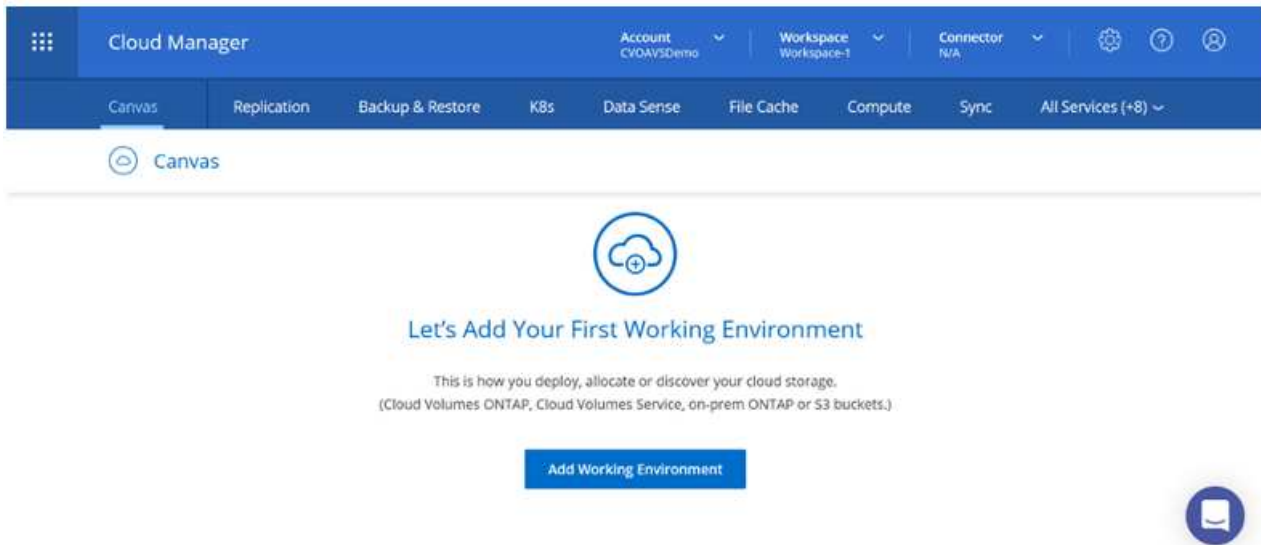 Cloud Manager
Account
CVOAVSDemo
Workspace
Workspace-1
Connector
N/A
Canvas
Replication
Backup & Restore
K8s
Data Sense
File Cache
Compute
Sync
All Services (+8)
Canvas
Let's Add Your First Working Environment
This is how you deploy, allocate or discover your cloud storage.
(Cloud Volumes ONTAP, Cloud Volumes Service, on-prem ONTAP or S3 buckets.)
Add Working Environment